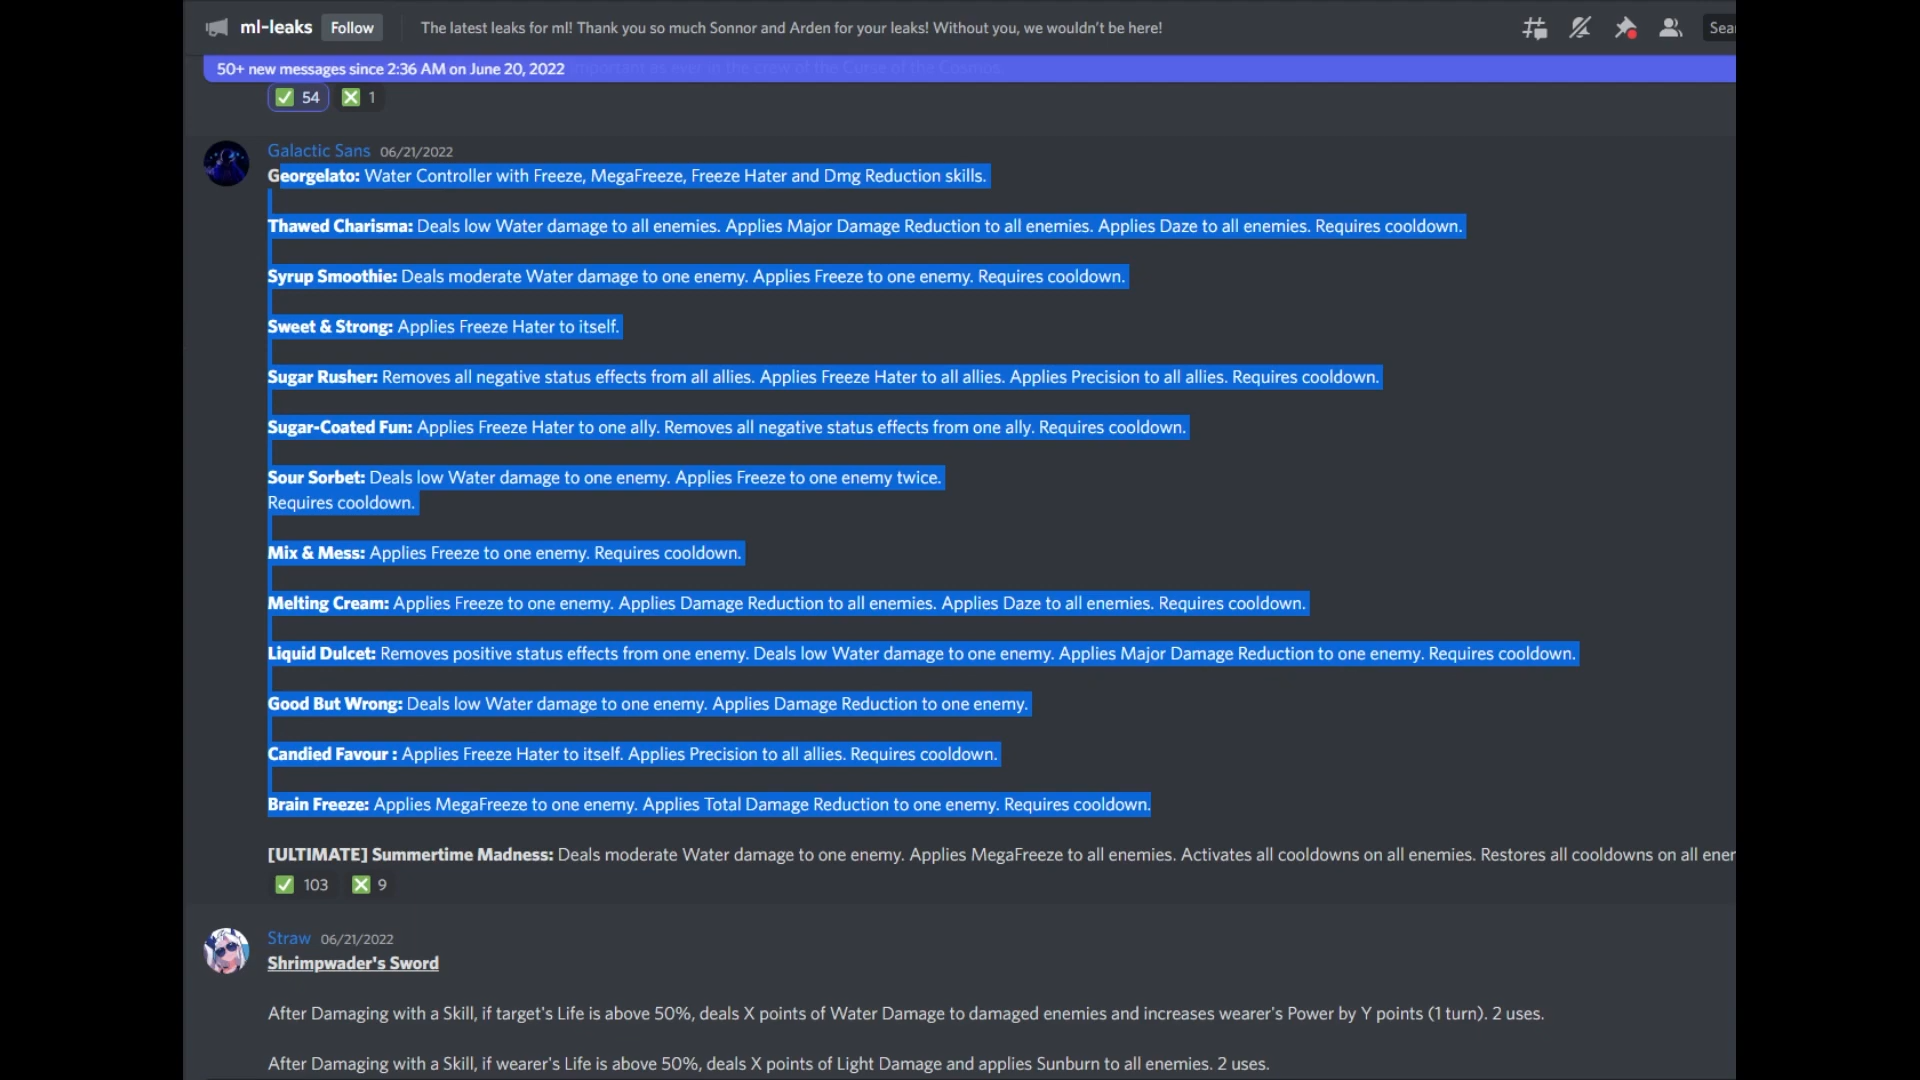 ml-leaks Follow The latest leaks for ml! Thank you so much Sonnor and Arden for your leaks! Without you, we wouldn't be here! Sea
50+ new messages since 2:36 AM on June 20, 2022 important as ever in the crew of the Curse of the Cosmos
54 1
Galactic Sans 06/21/2022
Georgelato: Water Controller with Freeze, MegaFreeze, Freeze Hater and Dmg Reduction skills.
Thawed Charisma: Deals low Water damage to all enemies. Applies Major Damage Reduction to all enemies. Applies Daze to all enemies. Requires cooldown.
Syrup Smoothie: Deals moderate Water damage to one enemy. Applies Freeze to one enemy. Requires cooldown.
Sweet & Strong: Applies Freeze Hater to itself.
Sugar Rusher: Removes all negative status effects from all allies. Applies Freeze Hater to all allies. Applies Precision to all allies. Requires cooldown.
Sugar-Coated Fun: Applies Freeze Hater to one ally. Removes all negative status effects from one ally. Requires cooldown.
Sour Sorbet: Deals low Water damage to one enemy. Applies Freeze to one enemy twice.
Requires cooldown.
Mix & Mess: Applies Freeze to one enemy. Requires cooldown.
Melting Cream: Applies Freeze to one enemy. Applies Damage Reduction to all enemies. Applies Daze to all enemies. Requires cooldown.
Liquid Dulcet: Removes positive status effects from one enemy. Deals low Water damage to one enemy. Applies Major Damage Reduction to one enemy. Requires cooldown.
Good But Wrong: Deals low Water damage to one enemy. Applies Damage Reduction to one enemy.
Candied Favour : Applies Freeze Hater to itself. Applies Precision to all allies. Requires cooldown.
Brain Freeze: Applies MegaFreeze to one enemy. Applies Total Damage Reduction to one enemy. Requires cooldown.
[ULTIMATE] Summertime Madness: Deals moderate Water damage to one enemy. Applies MegaFreeze to all enemies. Activates all cooldowns on all enemies. Restores all cooldowns on all ener
103 9
Straw 06/21/2022
Shrimpwader's Sword
After Damaging with a Skill, if target's Life is above 50%, deals X points of Water Damage to damaged enemies and increases wearer's Power by Y points (1 turn). 2 uses.
After Damaging with a Skill, if wearer's Life is above 50%, deals X points of Light Damage and applies Sunburn to all enemies. 2 uses.